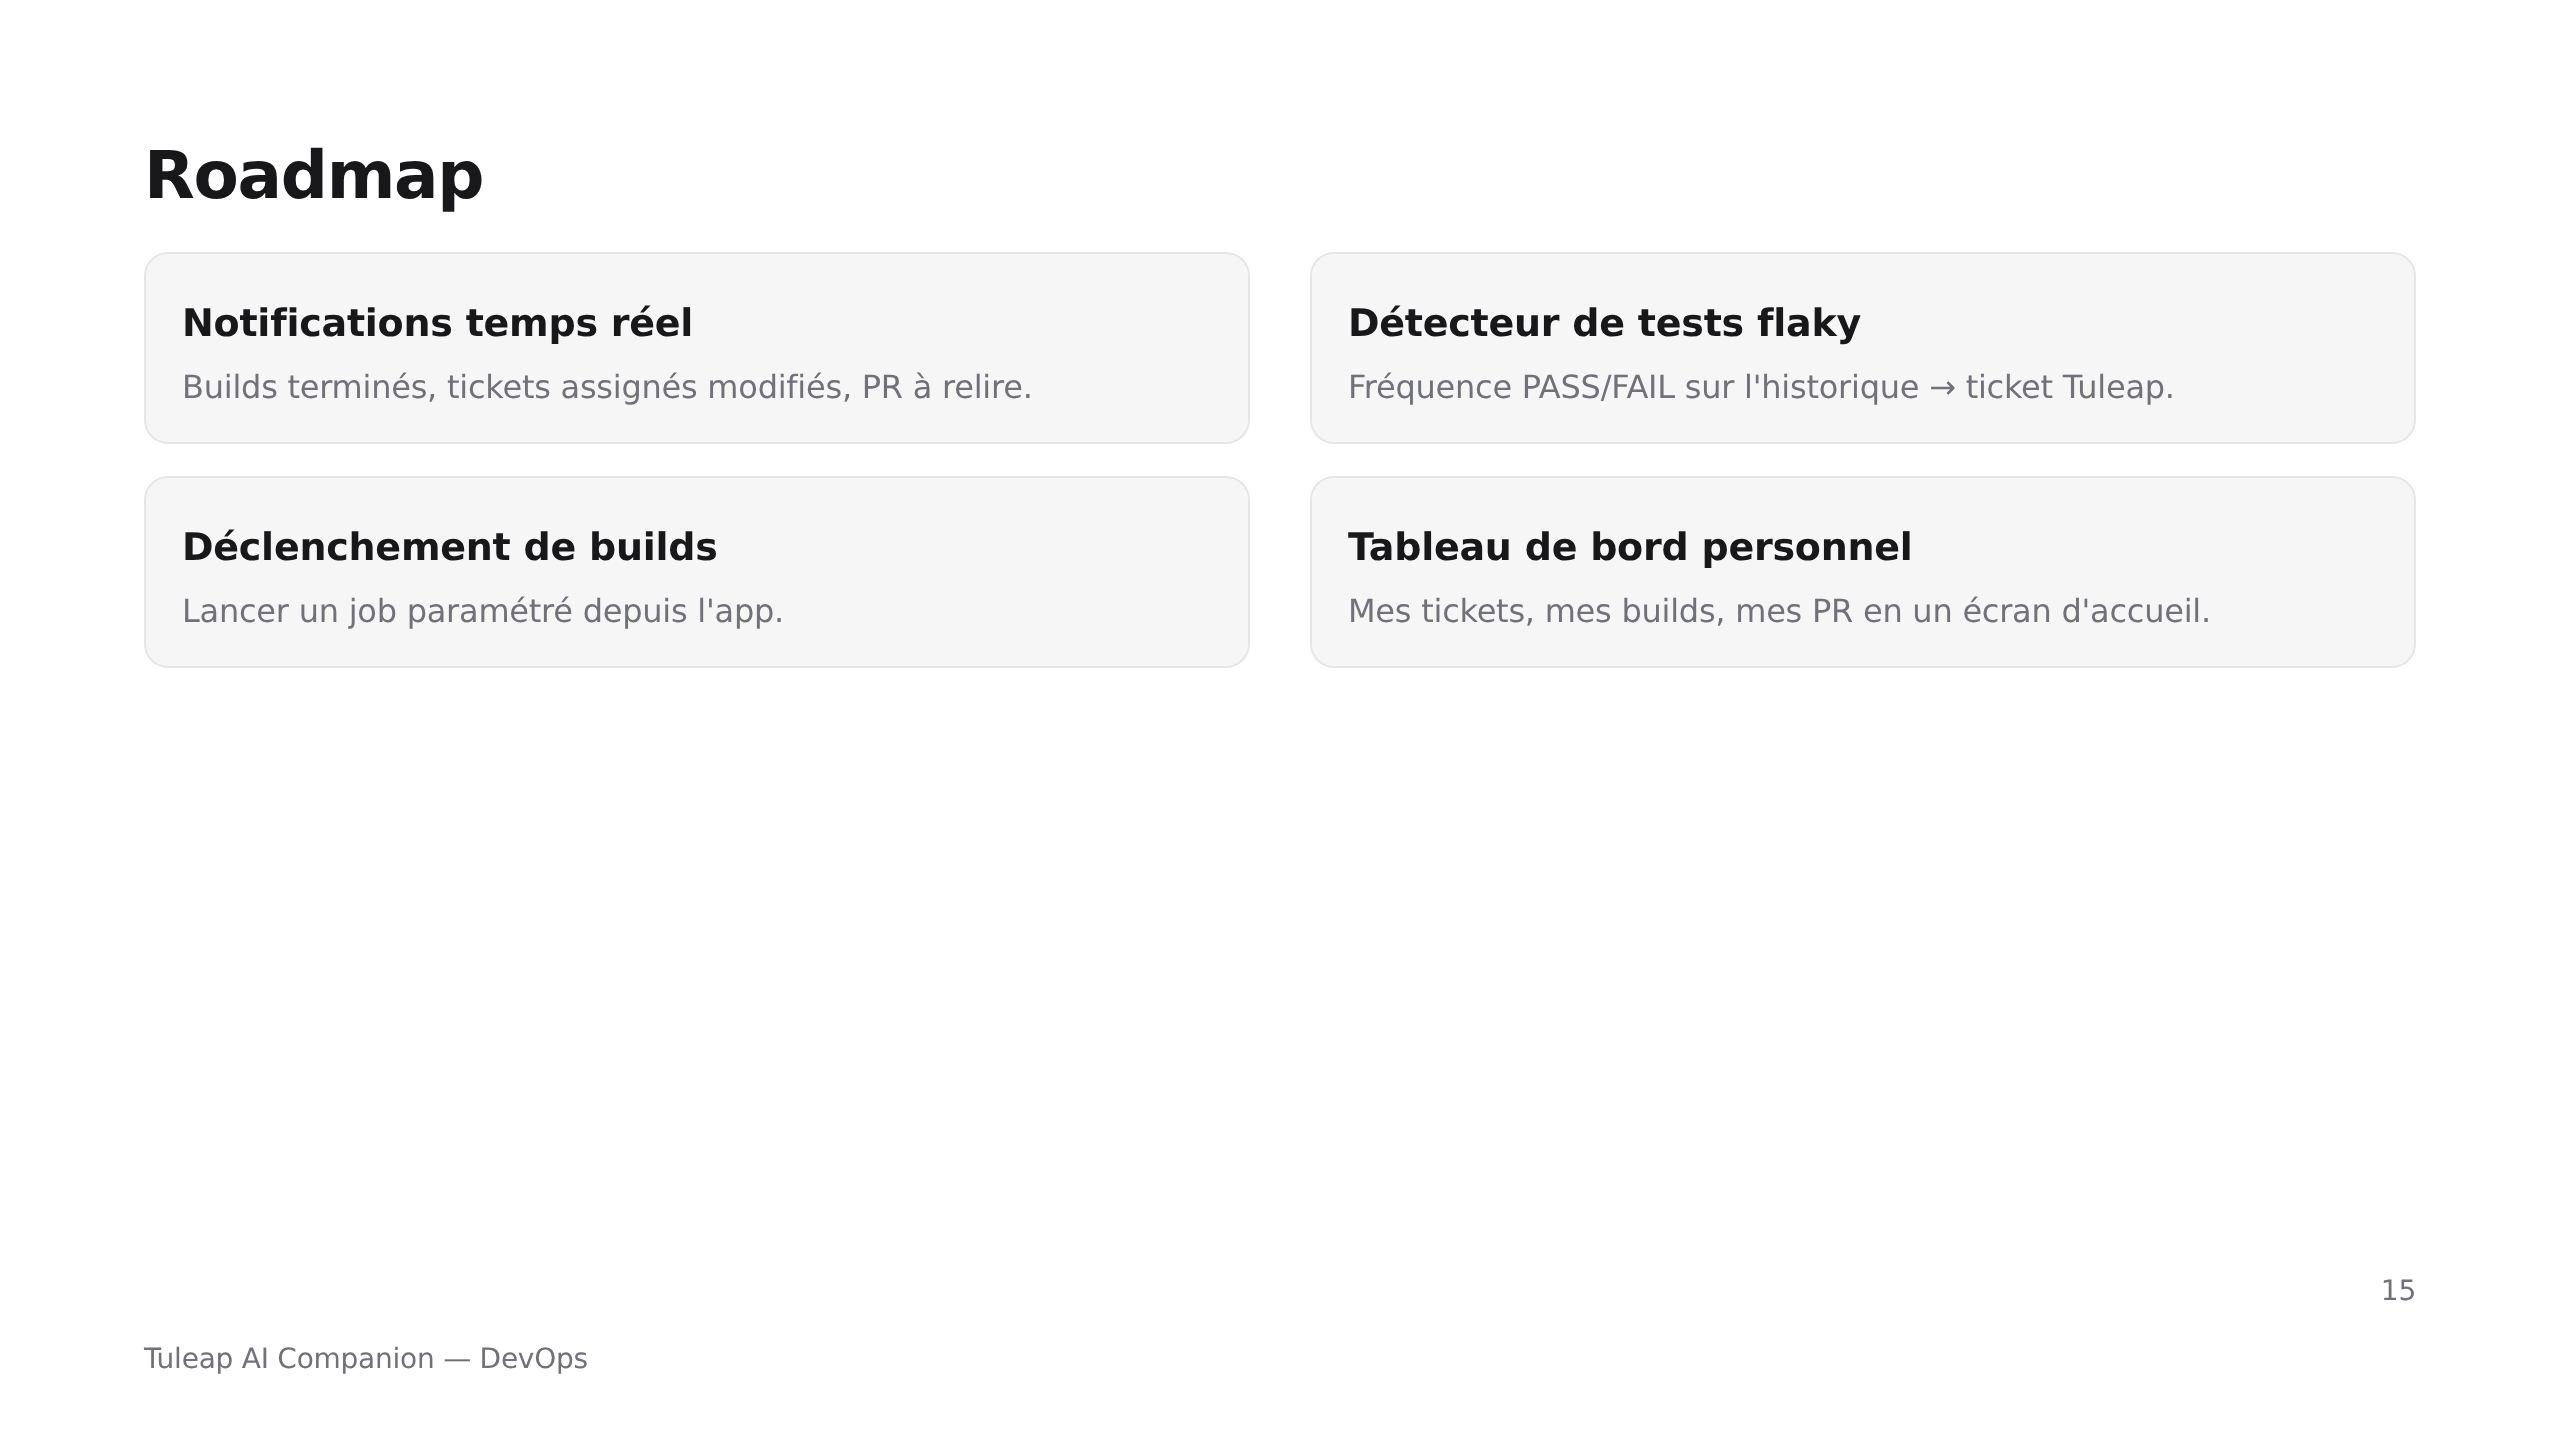 Roadmap
Notifications temps réel
Builds terminés, tickets assignés modifiés, PR à relire.
Détecteur de tests flaky
Fréquence PASS/FAIL sur l'historique → ticket Tuleap.
Déclenchement de builds
Lancer un job paramétré depuis l'app.
Tableau de bord personnel
Mes tickets, mes builds, mes PR en un écran d'accueil.
15
Tuleap AI Companion — DevOps